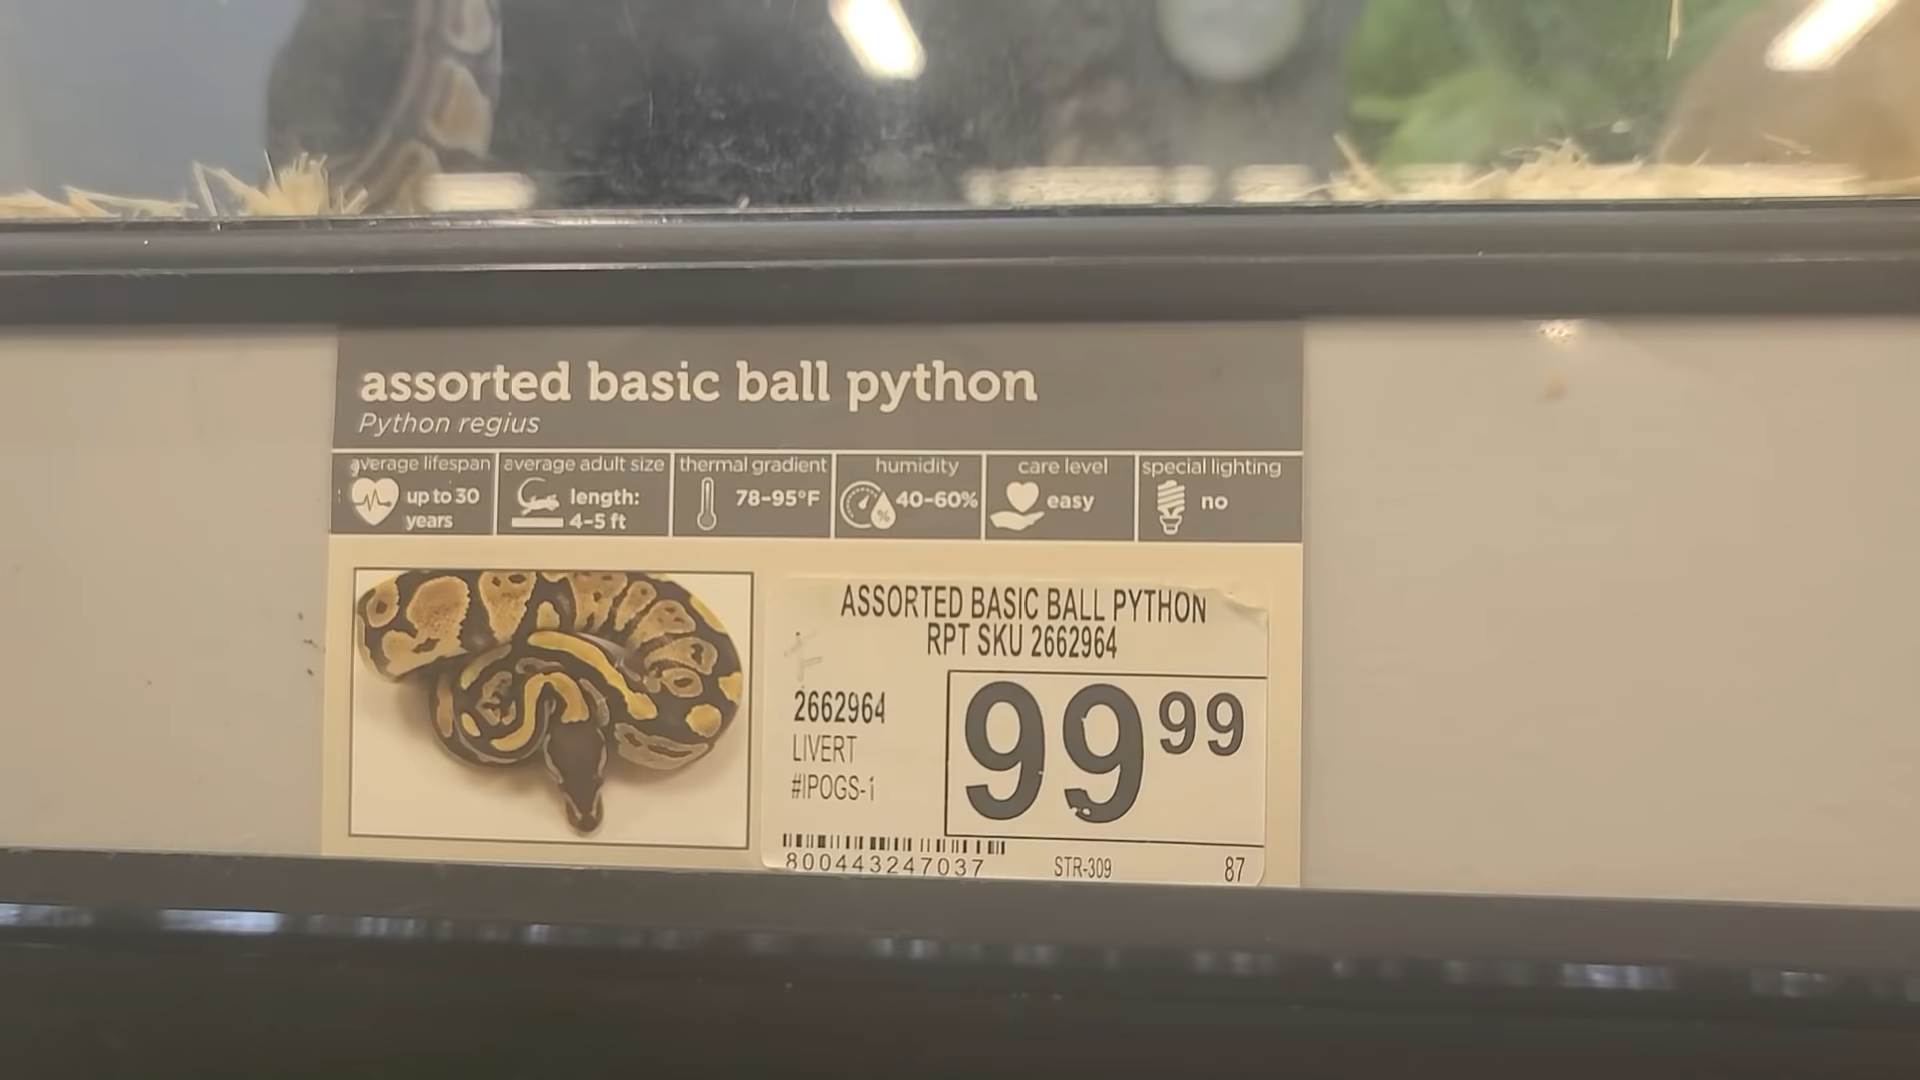 assorted basic ball python
Python regius
average lifespan
up to 30
years
average adult size
length:
4-5 ft
thermal gradient
78-95°F
humidity
%
40-60%
care level
easy
special lighting
no
ASSORTED BASIC BALL PYTHON
RPT SKU 2662964
2662964
LIVERT
#IPOGS-1
99 99
800443247037
STR-309
87